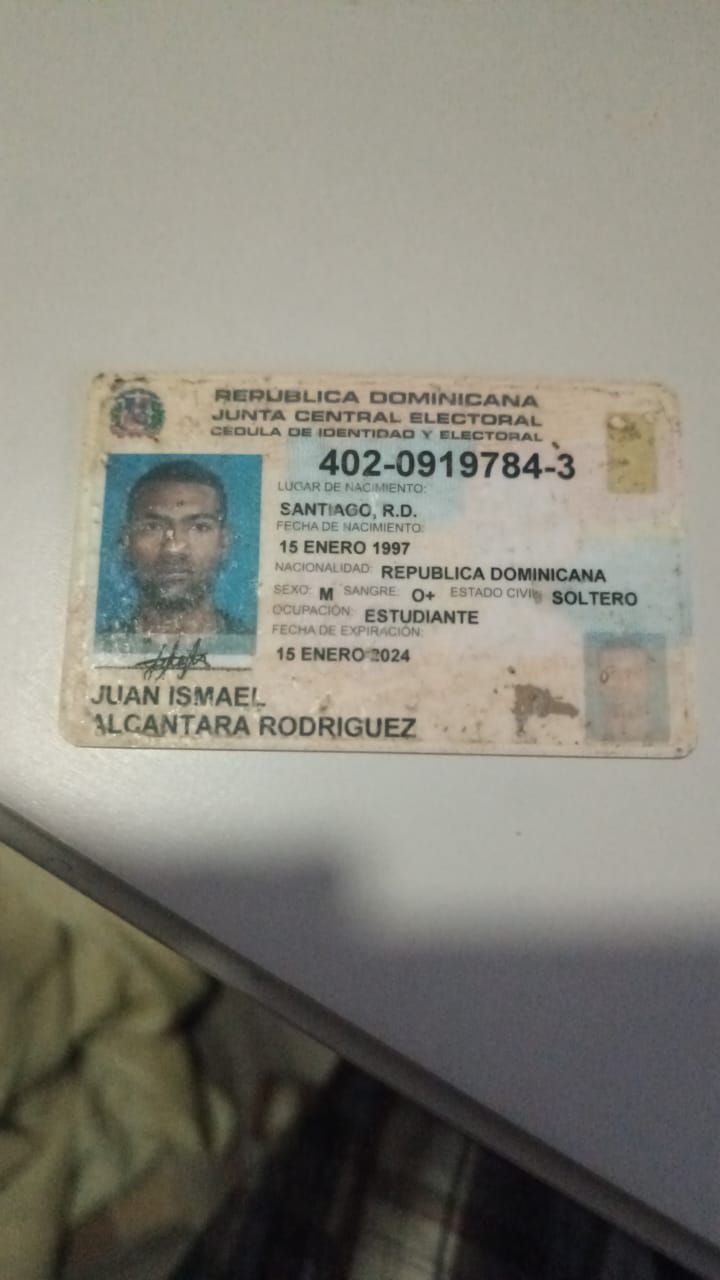 REPÚBLICA DOMINICANA
JUNTA CENTRAL ELECTORAL
CÉDULA DE IDENTIDAD Y ELECTORAL
402-0919784-3
LUGAR DE NACIMIENTO:
SANTIAGO, R.D.
FECHA DE NACIMIENTO:
15 ENERO 1997
NACIONALIDAD: REPUBLICA DOMINICANA
SEXO: M SANGRE: O+ ESTADO CIVIL: SOLTERO
OCUPACIÓN: ESTUDIANTE
FECHA DE EXPIRACIÓN:
15 ENERO 2024
JUAN ISMAEL
ALCANTARA RODRIGUEZ